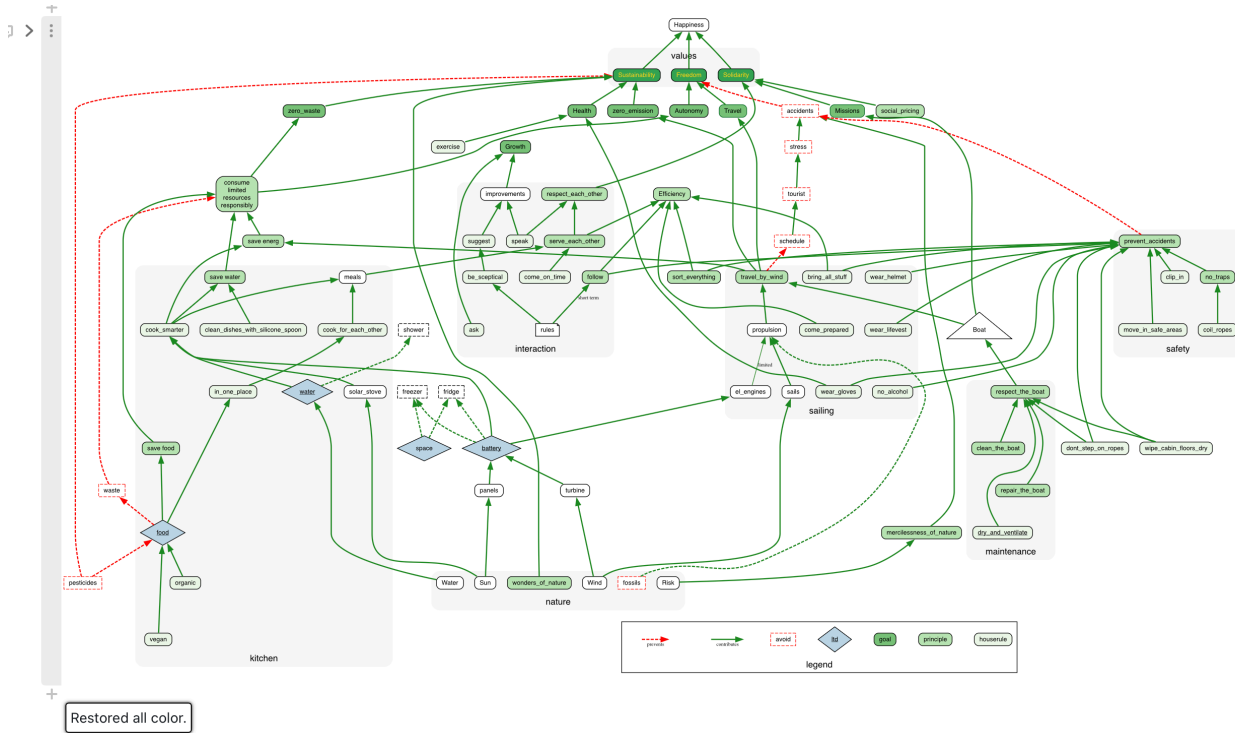 Happiness
values
Sustainability
Freedom
Solidarity
zero_waste
Health
zero_emission
Autonomy
Travel
accidents
Missions
social_pricing
exercise
Growth
stress
consume
limited
resources
responsibly
improvements
respect_each_other
Efficiency
tourist
suggest
speak
save energ
serve_each_other
schedule
prevent_accidents
save water
meals
be_sceptical
come_on_time
follow
sort_everything
travel_by_wind
bring_all_stuff
wear_helmet
clip_in
no_traps
short term
cook_smarter
clean_dishes_with_silicone_spoon
cook_for_each_other
shower
ask
rules
propulsion
come_prepared
wear_lifevest
Boat
move_in_safe_areas
coil_ropes
interaction
safety
limited
in_one_place
water
solar_stove
freezer
fridge
el_engines
sails
wear_gloves
no_alcohol
respect_the_boat
sailing
save food
space
battery
clean_the_boat
dont_step_on_ropes
wipe_cabin_floors_dry
waste
panels
turbine
repair_the_boat
food
mercilessness_of_nature
dry_and_ventilate
maintenance
pesticides
organic
Water
Sun
wonders_of_nature
Wind
fossils
Risk
nature
vegan
kitchen
prevents
contributes
avoid
ltd
goal
principle
houserule
legend
Restored all color.